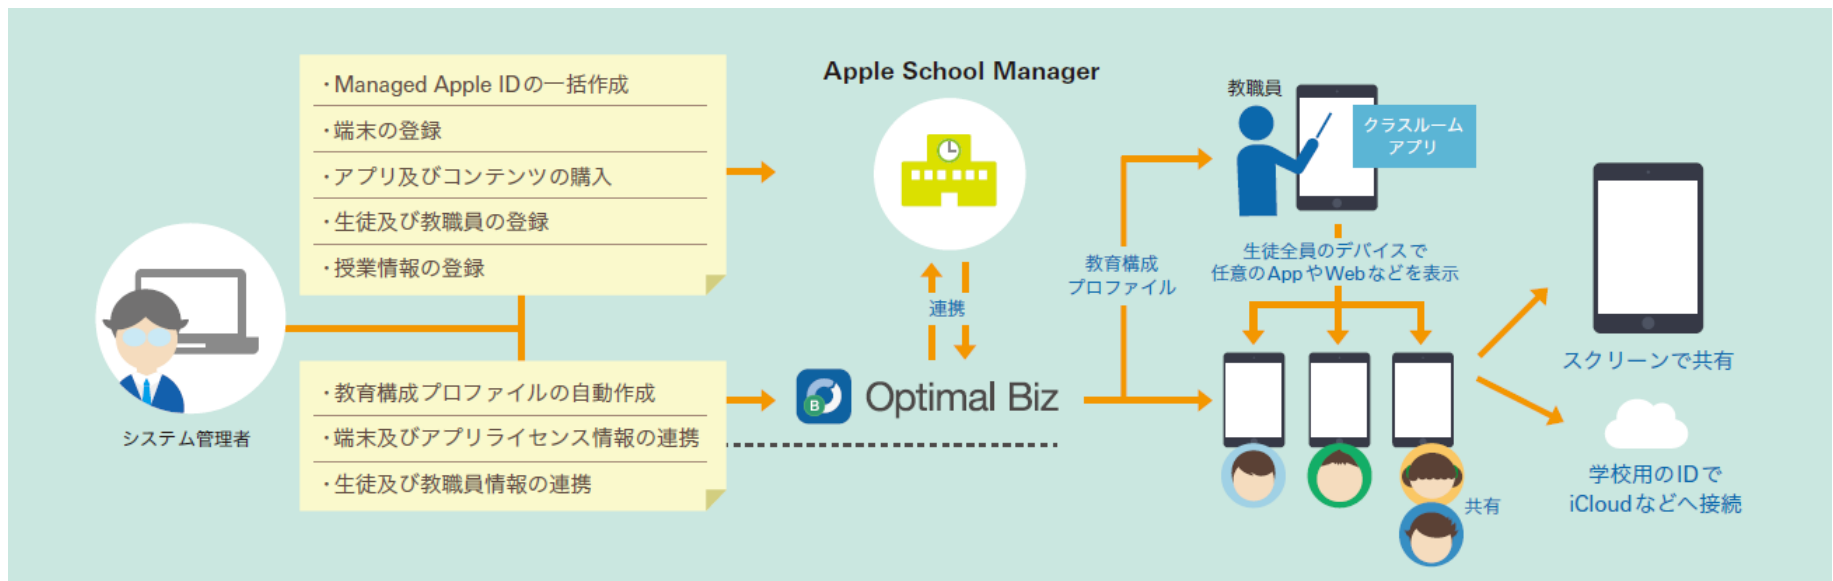 ・Managed Apple IDの一括作成
・端末の登録
・アプリ及びコンテンツの購入
・生徒及び教職員の登録
・授業情報の登録
システム管理者
・教育構成プロファイルの自動作成
・端末及びアプリライセンス情報の連携
・生徒及び教職員情報の連携
Apple School Manager
連携
B
Optimal Biz
教育構成
プロファイル
教職員
クラスルーム
アプリ
生徒全員のデバイスで
任意のAppやWebなどを表示
共有
スクリーンで共有
学校用のIDで
iCloudなどへ接続